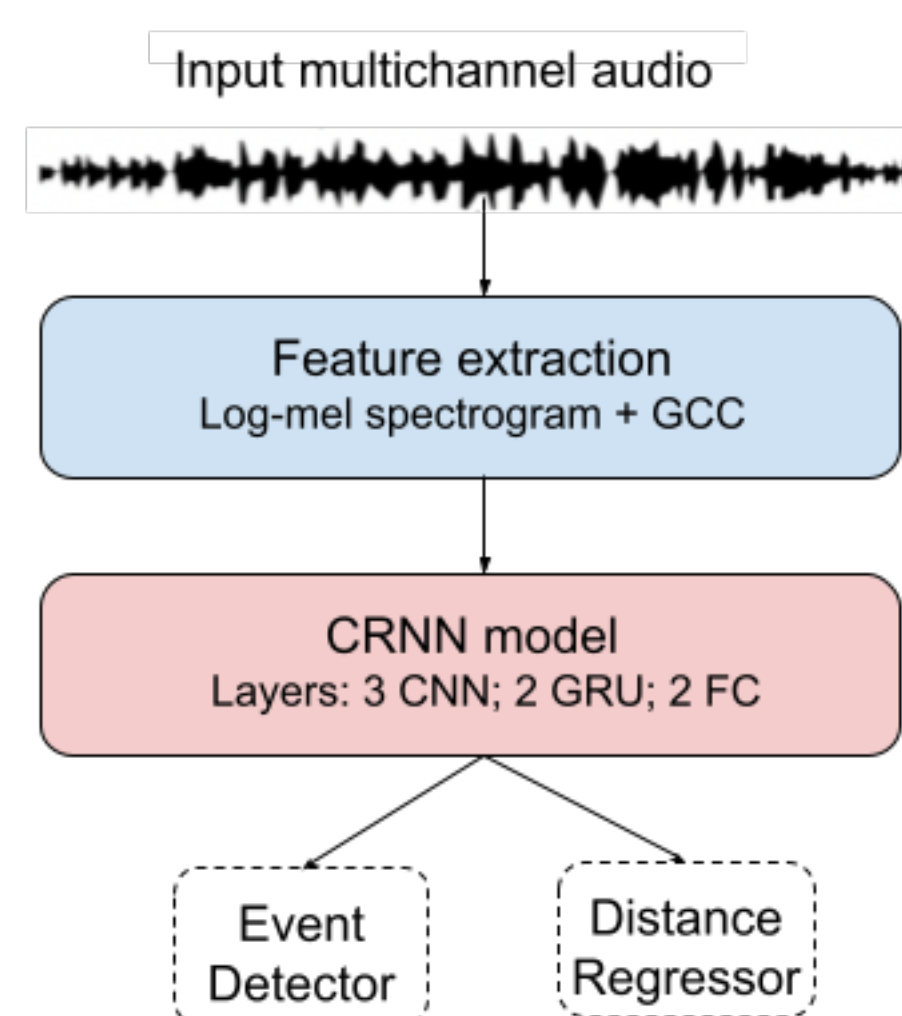 Input multichannel audio
Feature extraction
Log-mel spectrogram + GCC
CRNN model
Layers: 3 CNN; 2 GRU; 2 FC
Event
Detector
Distance
Regressor